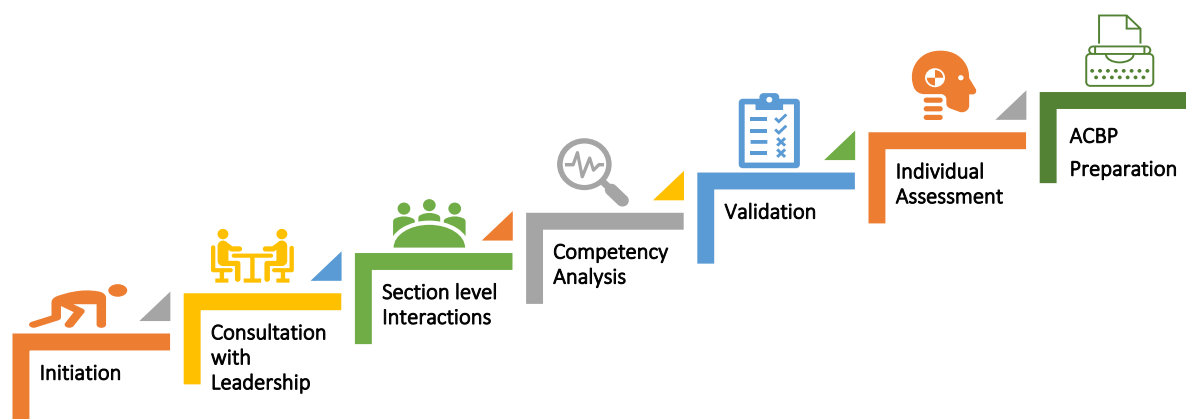 Initiation
Consultation
with
Leadership
Section level
Interactions
Competency
Analysis
Validation
Individual
Assessment
ACBP
Preparation